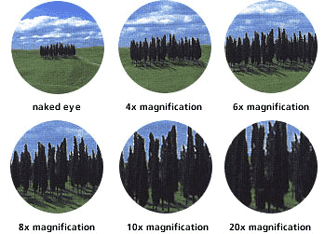 naked eye
4x magnification
6x magnification
8x magnification
10x magnification
20x magnification